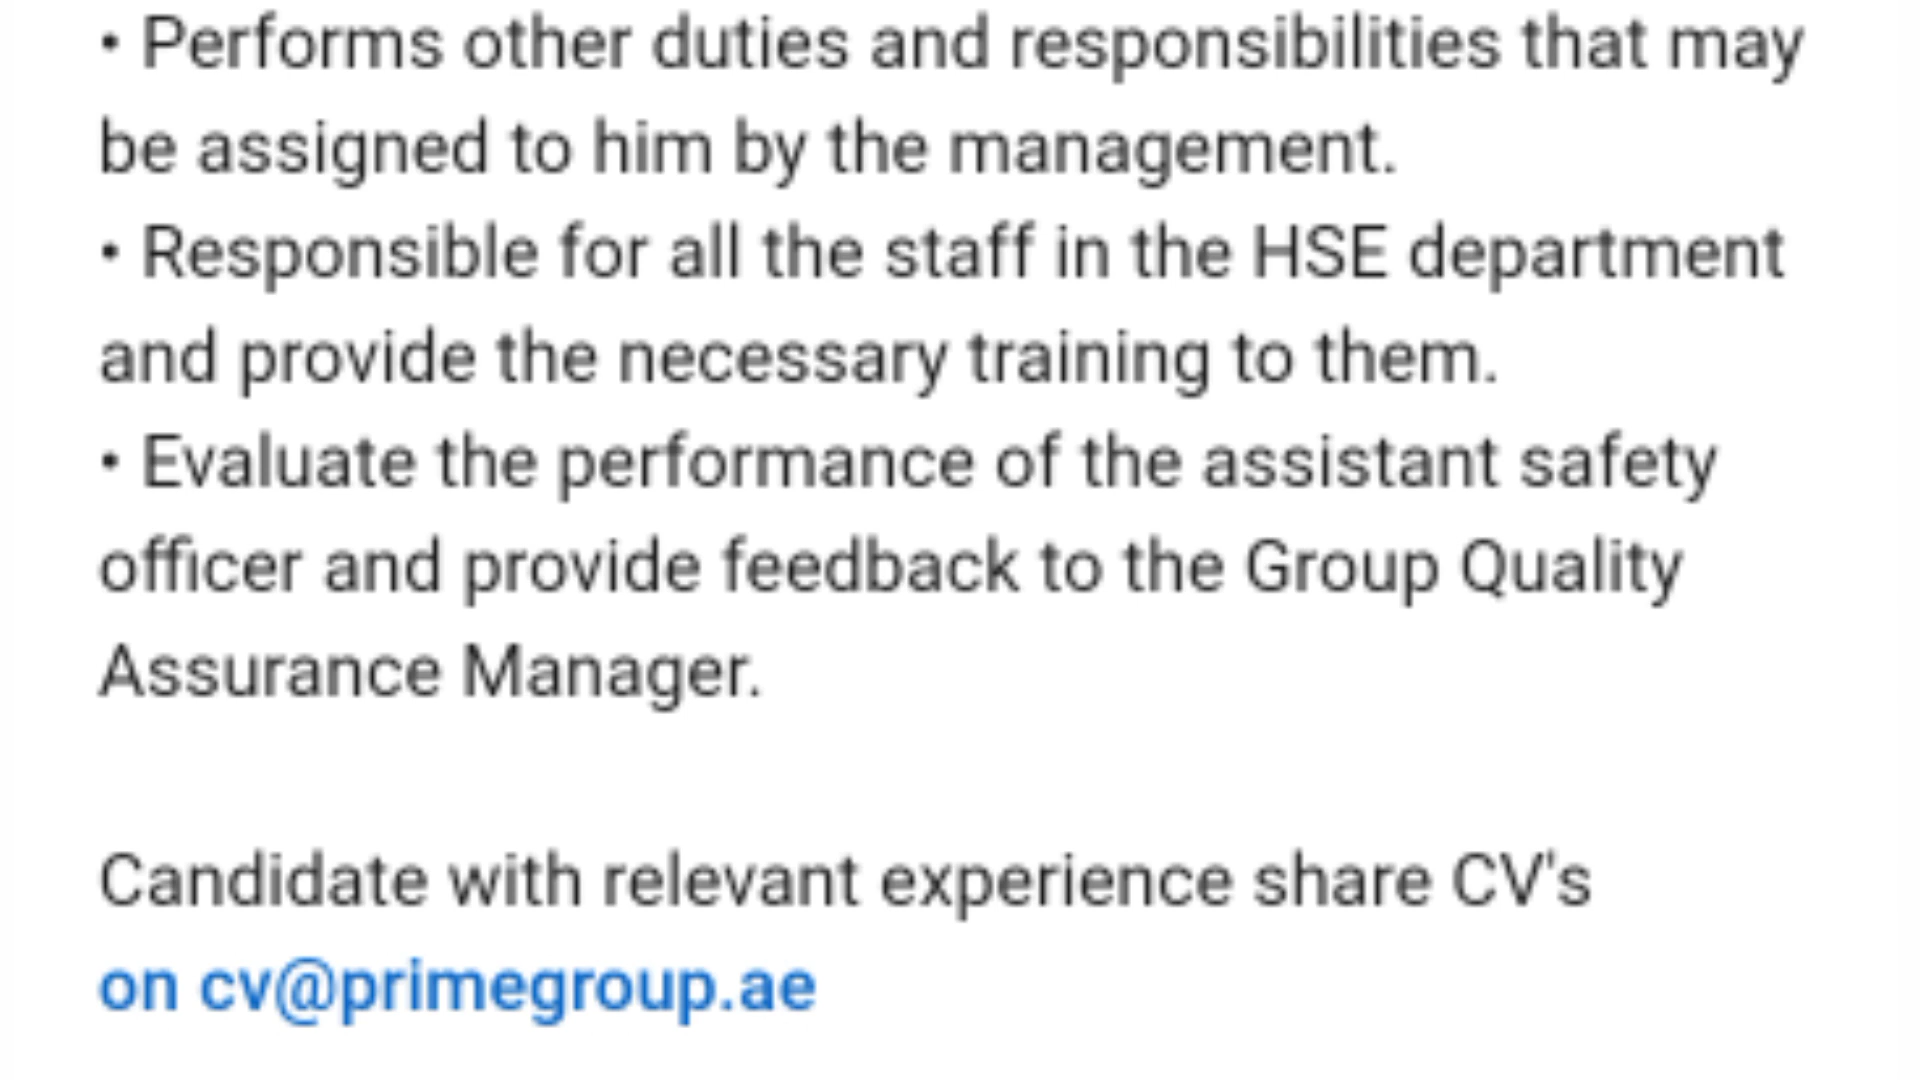 • Performs other duties and responsibilities that may
be assigned to him by the management.
• Responsible for all the staff in the HSE department
and provide the necessary training to them.
• Evaluate the performance of the assistant safety
officer and provide feedback to the Group Quality
Assurance Manager.
Candidate with relevant experience share CV's
on cv@primegroup.ae